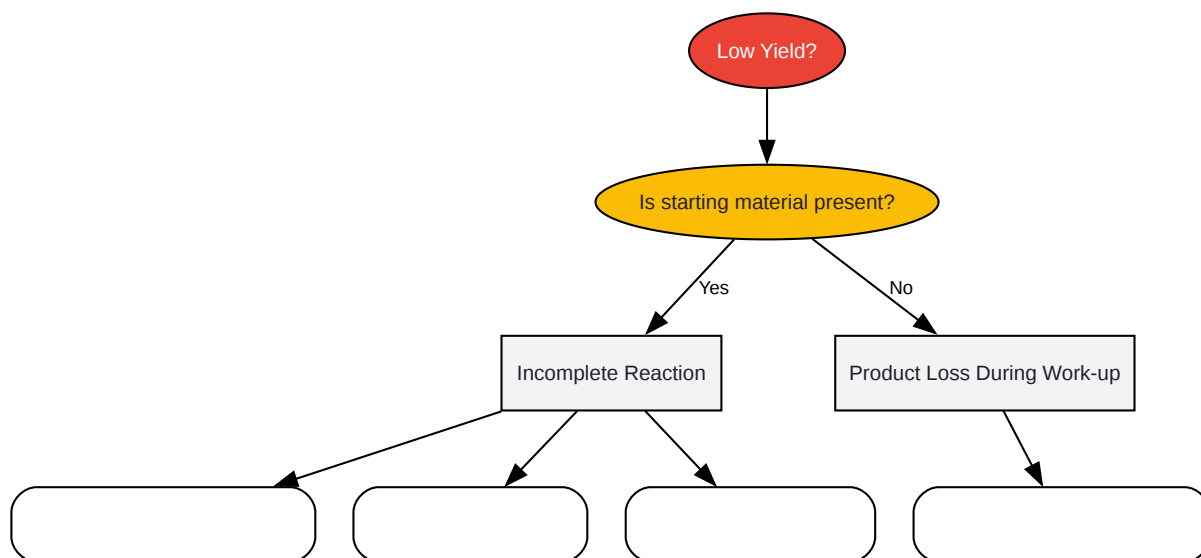 Low Yield?
Is starting material present?
Yes
No
Incomplete Reaction
Product Loss During Work-up